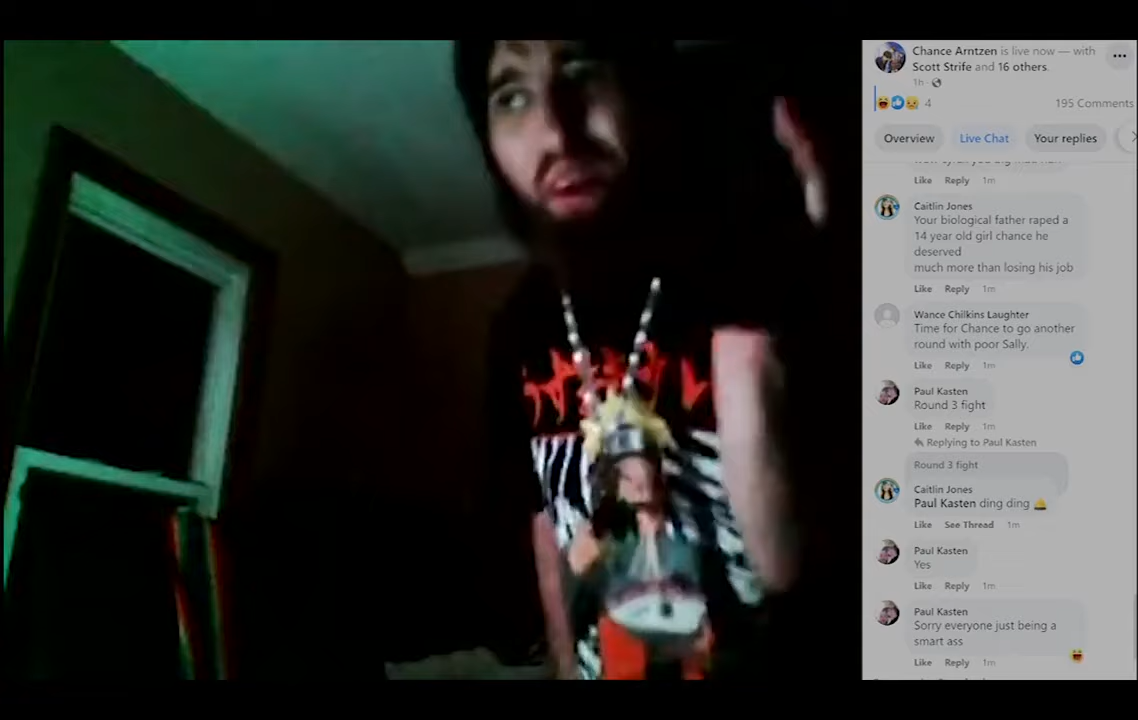 Chance Arntzen is live now — with
Scott Strife and 16 others.
1h
4
195 Comments
Overview
Live Chat
Your replies
Like Reply 1m
Caitlin Jones
Your biological father raped a
14 year old girl chance he
deserved
much more than losing his job
Like Reply 1m
Wance Chilkins Laughter
Time for Chance to go another
round with poor Sally.
Like Reply 1m
Paul Kasten
Round 3 fight
Like Reply 1m
Replying to Paul Kasten
Round 3 fight
Caitlin Jones
Paul Kasten ding ding 🔔
Like See Thread 1m
Paul Kasten
Yes
Like Reply 1m
Paul Kasten
Sorry everyone just being a
smart ass
Like Reply 1m